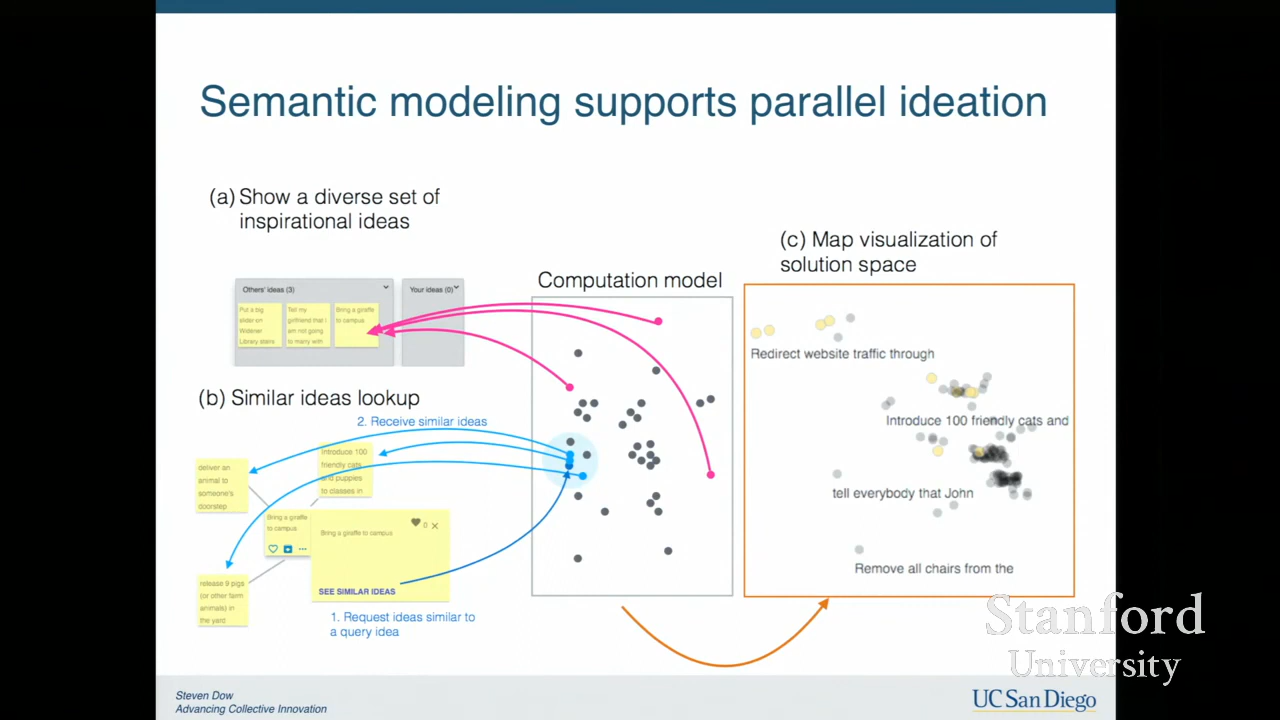 Semantic modeling supports parallel ideation
(a) Show a diverse set of
inspirational ideas
Others' ideas (3)
Your ideas (0)
Put a big
slider on
Widener
Library stairs
Tell my
girlfriend that I
am not going
to marry with
Bring a giraffe
to campus
(b) Similar ideas lookup
2. Receive similar ideas
deliver an
animal to
someone's
doorstep
Introduce 100
friendly cats
and puppies
to classes in
Bring a giraffe
to campus
Bring a giraffe to campus
0
SEE SIMILAR IDEAS
release 9 pigs
(or other farm
animals) in
the yard
1. Request ideas similar to
a query idea
Computation model
(c) Map visualization of
solution space
Redirect website traffic through
Introduce 100 friendly cats and
tell everybody that John
Remove all chairs from the
Stanford
University
Steven Dow
Advancing Collective Innovation
UC San Diego